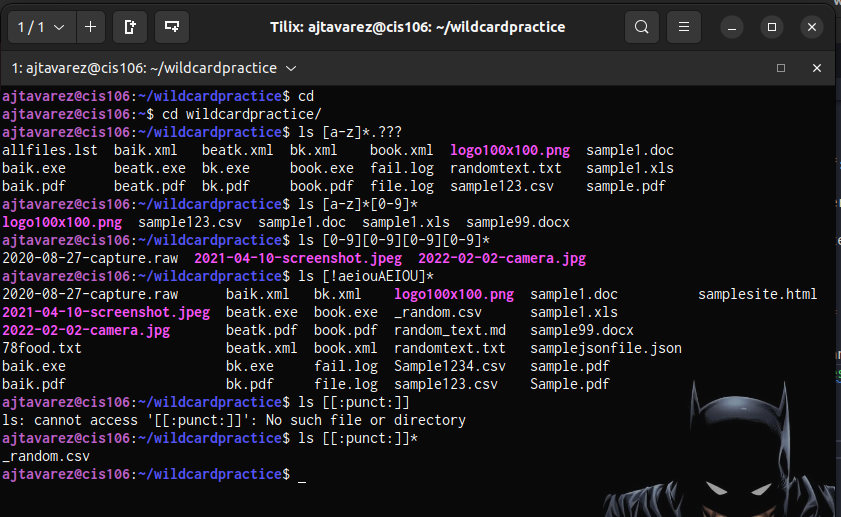 1 / 1
Tilix: ajtavarez@cis106: ~/wildcardpractice
1: ajtavarez@cis106: ~/wildcardpractice
ajtavarez@cis106:~/wildcardpractice$ cd
ajtavarez@cis106:~$ cd wildcardpractice/
ajtavarez@cis106:~/wildcardpractice$ ls [a-z]*.???
allfiles.lst  baik.xml   beatk.xml  bk.xml    book.xml  logo100x100.png  sample1.doc
baik.exe      beatk.exe  bk.exe     book.exe  fail.log  randomtext.txt   sample1.xls
baik.pdf      beatk.pdf  bk.pdf     book.pdf  file.log  sample123.csv    sample.pdf
ajtavarez@cis106:~/wildcardpractice$ ls [a-z]*[0-9]*
logo100x100.png  sample123.csv  sample1.doc  sample1.xls  sample99.docx
ajtavarez@cis106:~/wildcardpractice$ ls [0-9][0-9][0-9][0-9]*
2020-08-27-capture.raw  2021-04-10-screenshot.jpeg  2022-02-02-camera.jpg
ajtavarez@cis106:~/wildcardpractice$ ls [!aeiouAEIOU]*
2020-08-27-capture.raw      baik.xml   bk.xml    logo100x100.png  sample1.doc          samplesite.html
2021-04-10-screenshot.jpeg  beatk.exe  book.exe  _random.csv      sample1.xls
2022-02-02-camera.jpg       beatk.pdf  book.pdf  random_text.md   sample99.docx
78food.txt                  beatk.xml  book.xml  randomtext.txt   samplejsonfile.json
baik.exe                    bk.exe     fail.log  Sample1234.csv   sample.pdf
baik.pdf                    bk.pdf     file.log  sample123.csv    Sample.pdf
ajtavarez@cis106:~/wildcardpractice$ ls [[:punct:]]
ls: cannot access '[[:punct:]]': No such file or directory
ajtavarez@cis106:~/wildcardpractice$ ls [[:punct:]]*
_random.csv
ajtavarez@cis106:~/wildcardpractice$ _